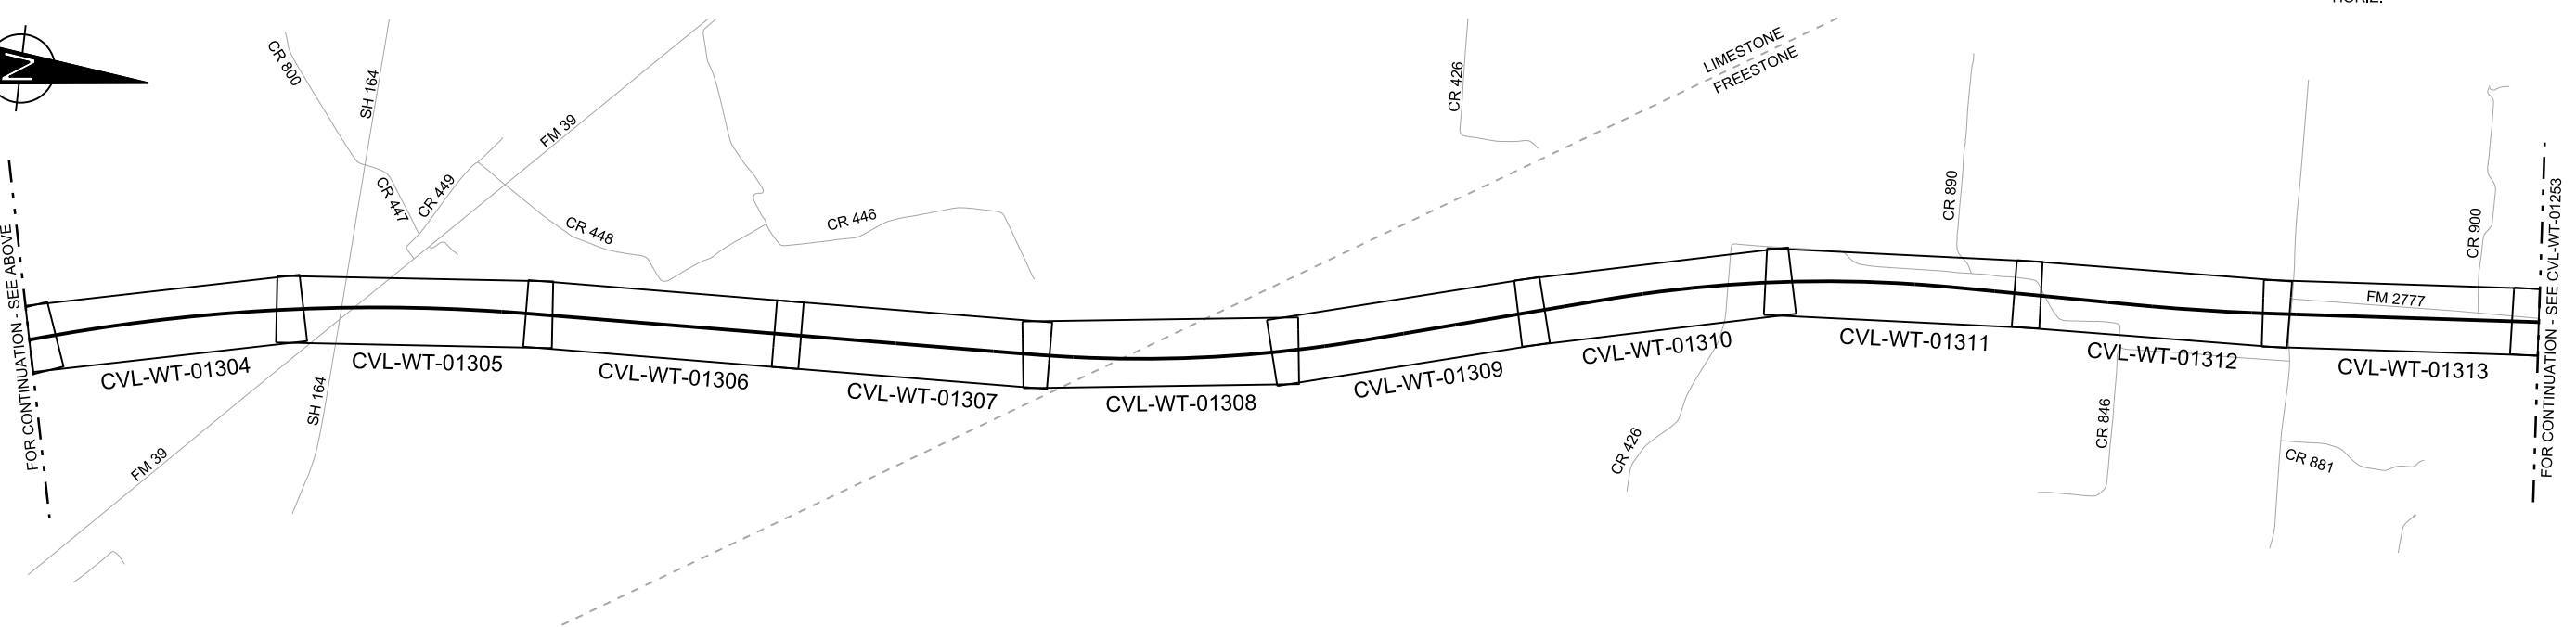 N
CR 800
SH 164
FM 39
CR 426
LIMESTONE
FREESTONE
CR 447
CR 449
CR 448
CR 446
CR 890
CR 900
FOR CONTINUATION - SEE ABOVE
FOR CONTINUATION - SEE CVL-WT-01253
FM 2777
CVL-WT-01304
CVL-WT-01305
CVL-WT-01306
CVL-WT-01307
CVL-WT-01308
CVL-WT-01309
CVL-WT-01310
CVL-WT-01311
CVL-WT-01312
CVL-WT-01313
SH 164
FM 39
CR 426
CR 846
CR 881